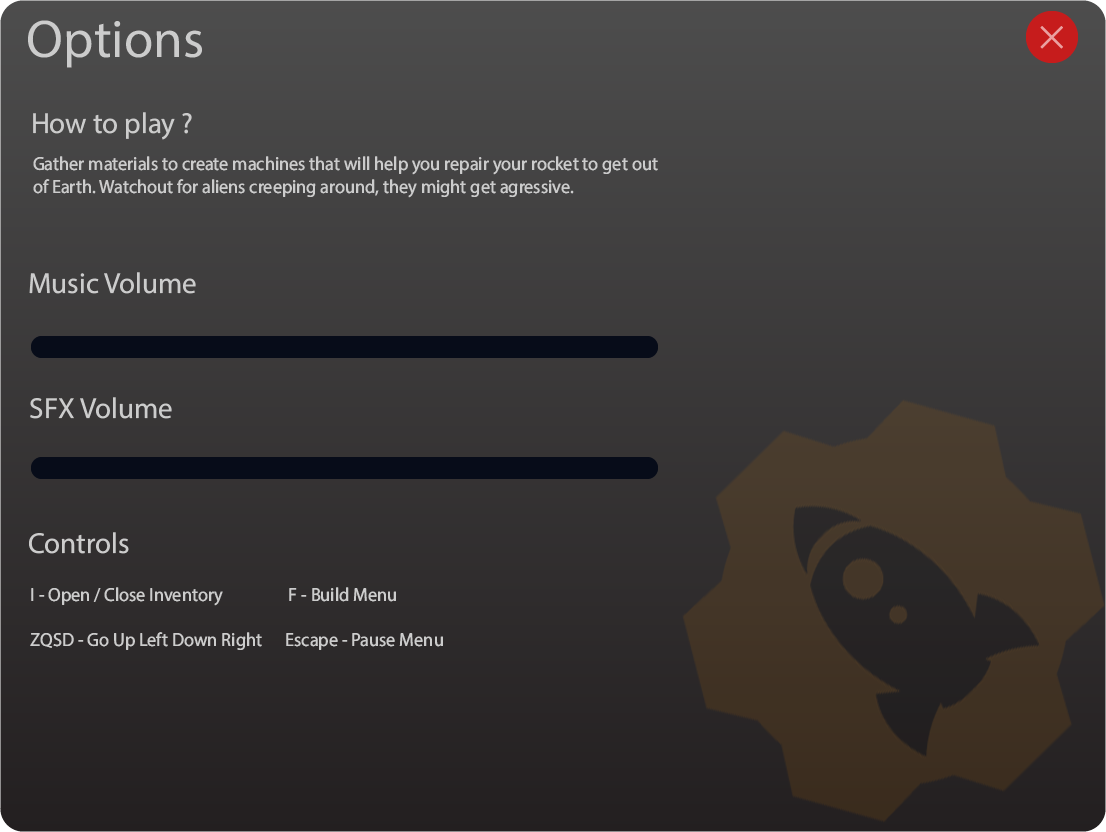 Options
How to play ?
Gather materials to create machines that will help you repair your rocket to get out
of Earth. Watchout for aliens creeping around, they might get agressive.
Music Volume
SFX Volume
Controls
I - Open / Close Inventory F - Build Menu
ZQSD - Go Up Left Down Right Escape - Pause Menu